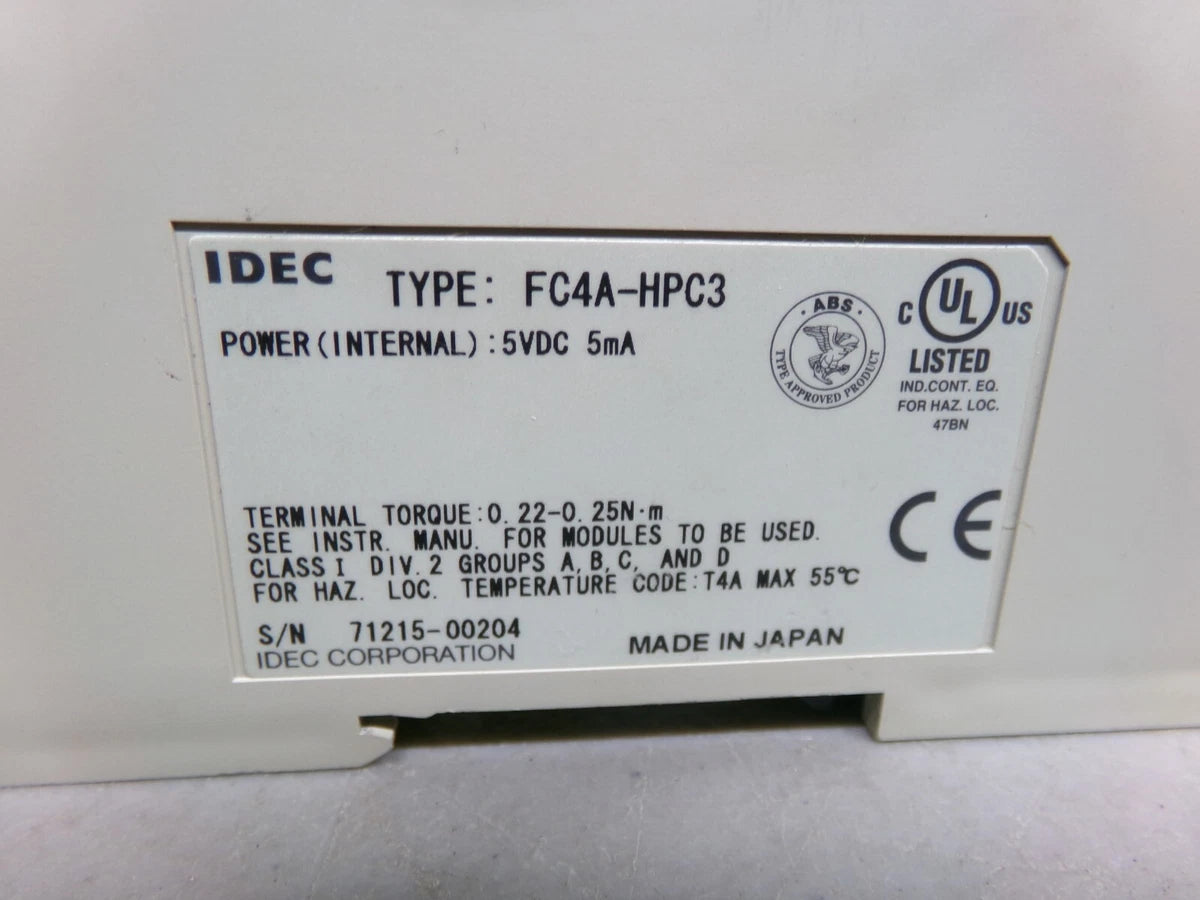 IDEC
TYPE: FC4A-HPC3
POWER(INTERNAL):5VDC 5mA
· ABS ·
TYPE APPROVED PRODUCT
C UL US
LISTED
IND.CONT. EQ.
FOR HAZ. LOC.
47BN
TERMINAL TORQUE:0.22-0.25N·m
SEE INSTR. MANU. FOR MODULES TO BE USED.
CLASS I DIV.2 GROUPS A,B,C, AND D
FOR HAZ. LOC. TEMPERATURE CODE:T4A MAX 55℃
CE
S/N 71215-00204
IDEC CORPORATION
MADE IN JAPAN